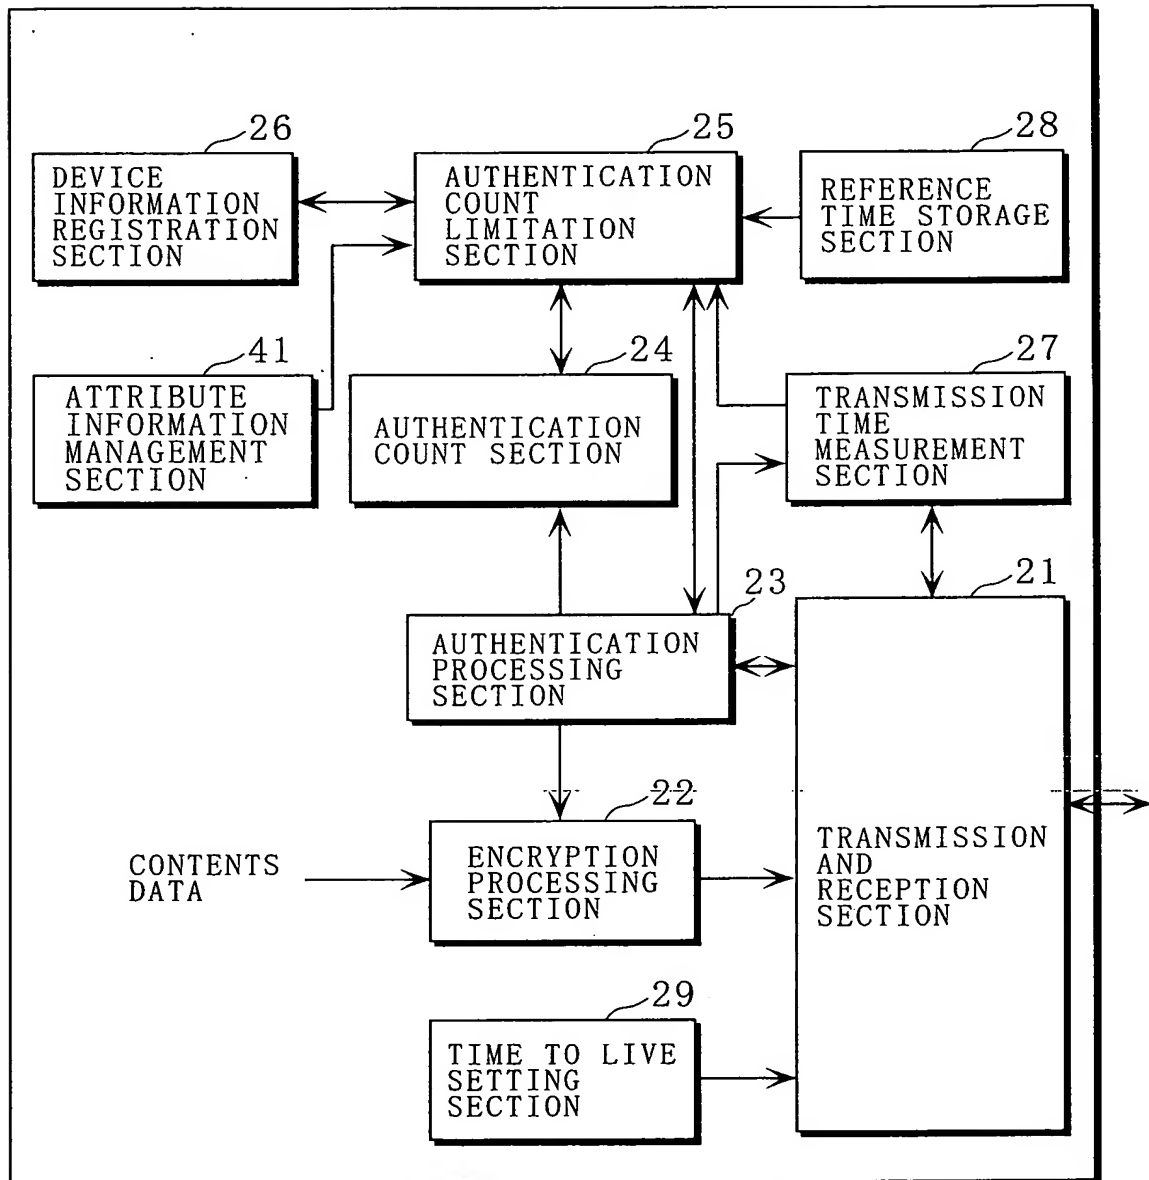 26
25
28
DEVICE
INFORMATION
REGISTRATION
SECTION
AUTHENTICATION
COUNT
LIMITATION
SECTION
REFERENCE
TIME STORAGE
SECTION
41
24
27
ATTRIBUTE
INFORMATION
MANAGEMENT
SECTION
AUTHENTICATION
COUNT SECTION
TRANSMISSION
TIME
MEASUREMENT
SECTION
23
21
AUTHENTICATION
PROCESSING
SECTION
22
CONTENTS
DATA
ENCRYPTION
PROCESSING
SECTION
TRANSMISSION
AND
RECEPTION
SECTION
29
TIME TO LIVE
SETTING
SECTION